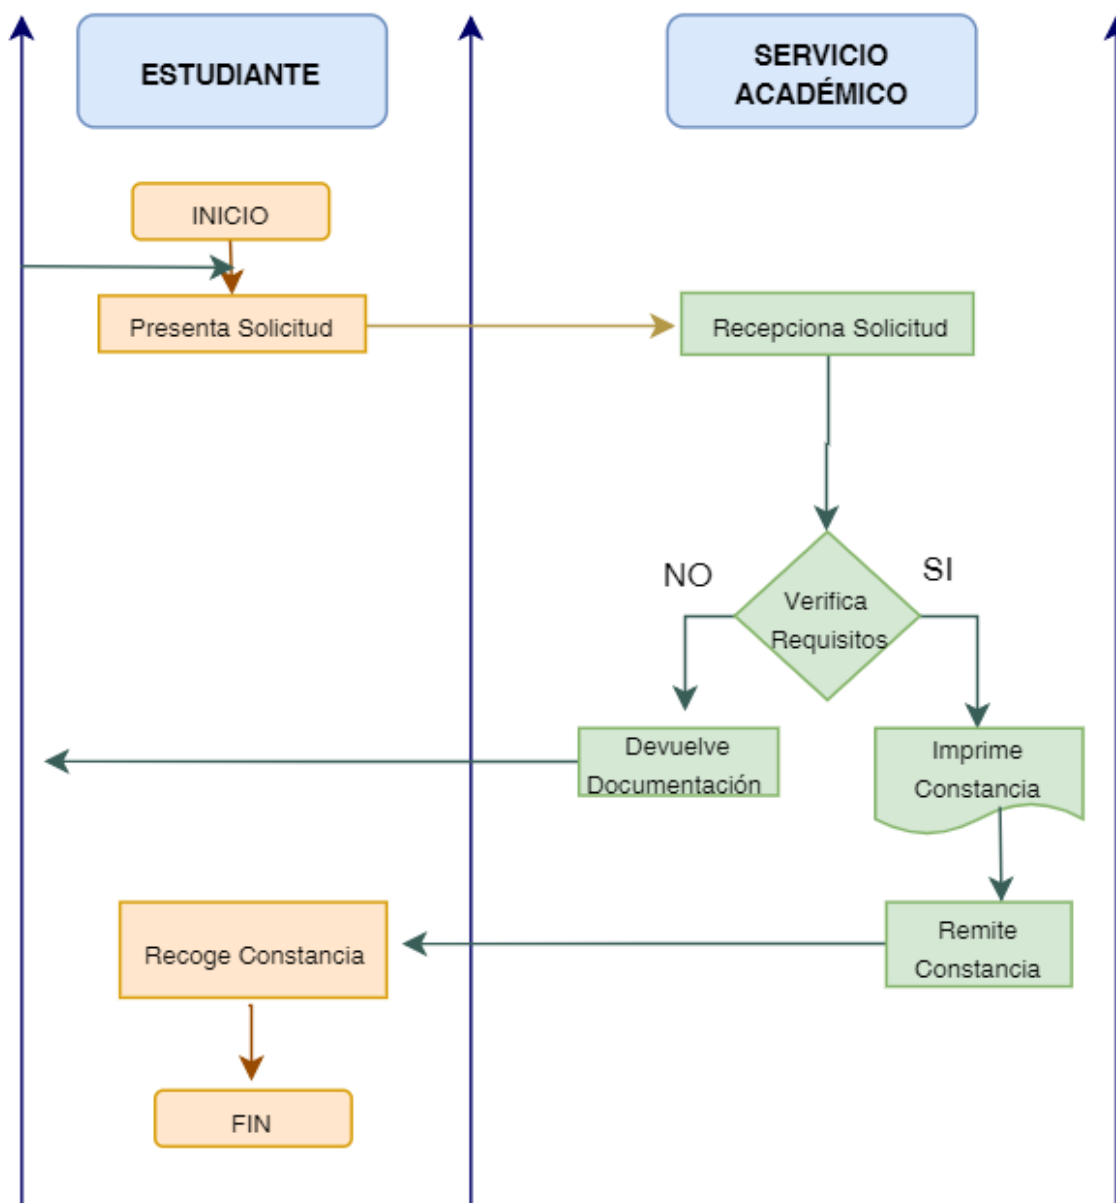 ESTUDIANTE
SERVICIO
ACADÉMICO
INICIO
Presenta Solicitud
Recepciona Solicitud
NO
SI
Verifica
Requisitos
Devuelve
Documentación
Imprime
Constancia
Recoge Constancia
Remite
Constancia
FIN